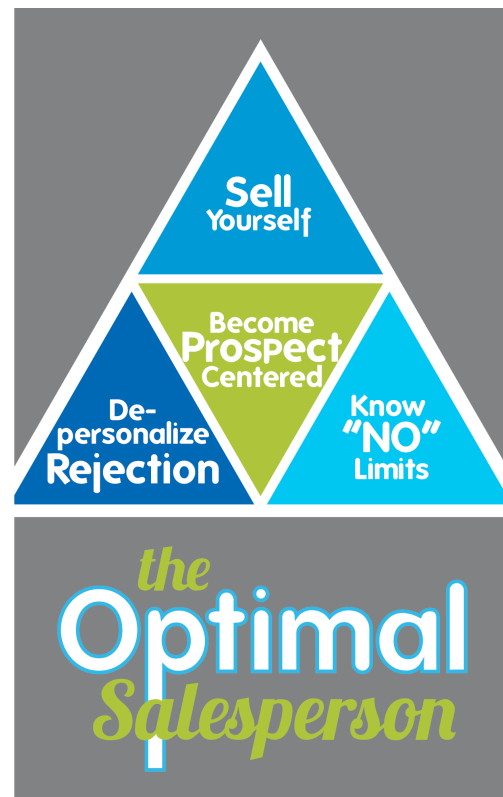 Sell
Yourself
Become
Prospect
Centered
De-
personalize
Rejection
Know
"NO"
Limits
the
Optimal
Salesperson